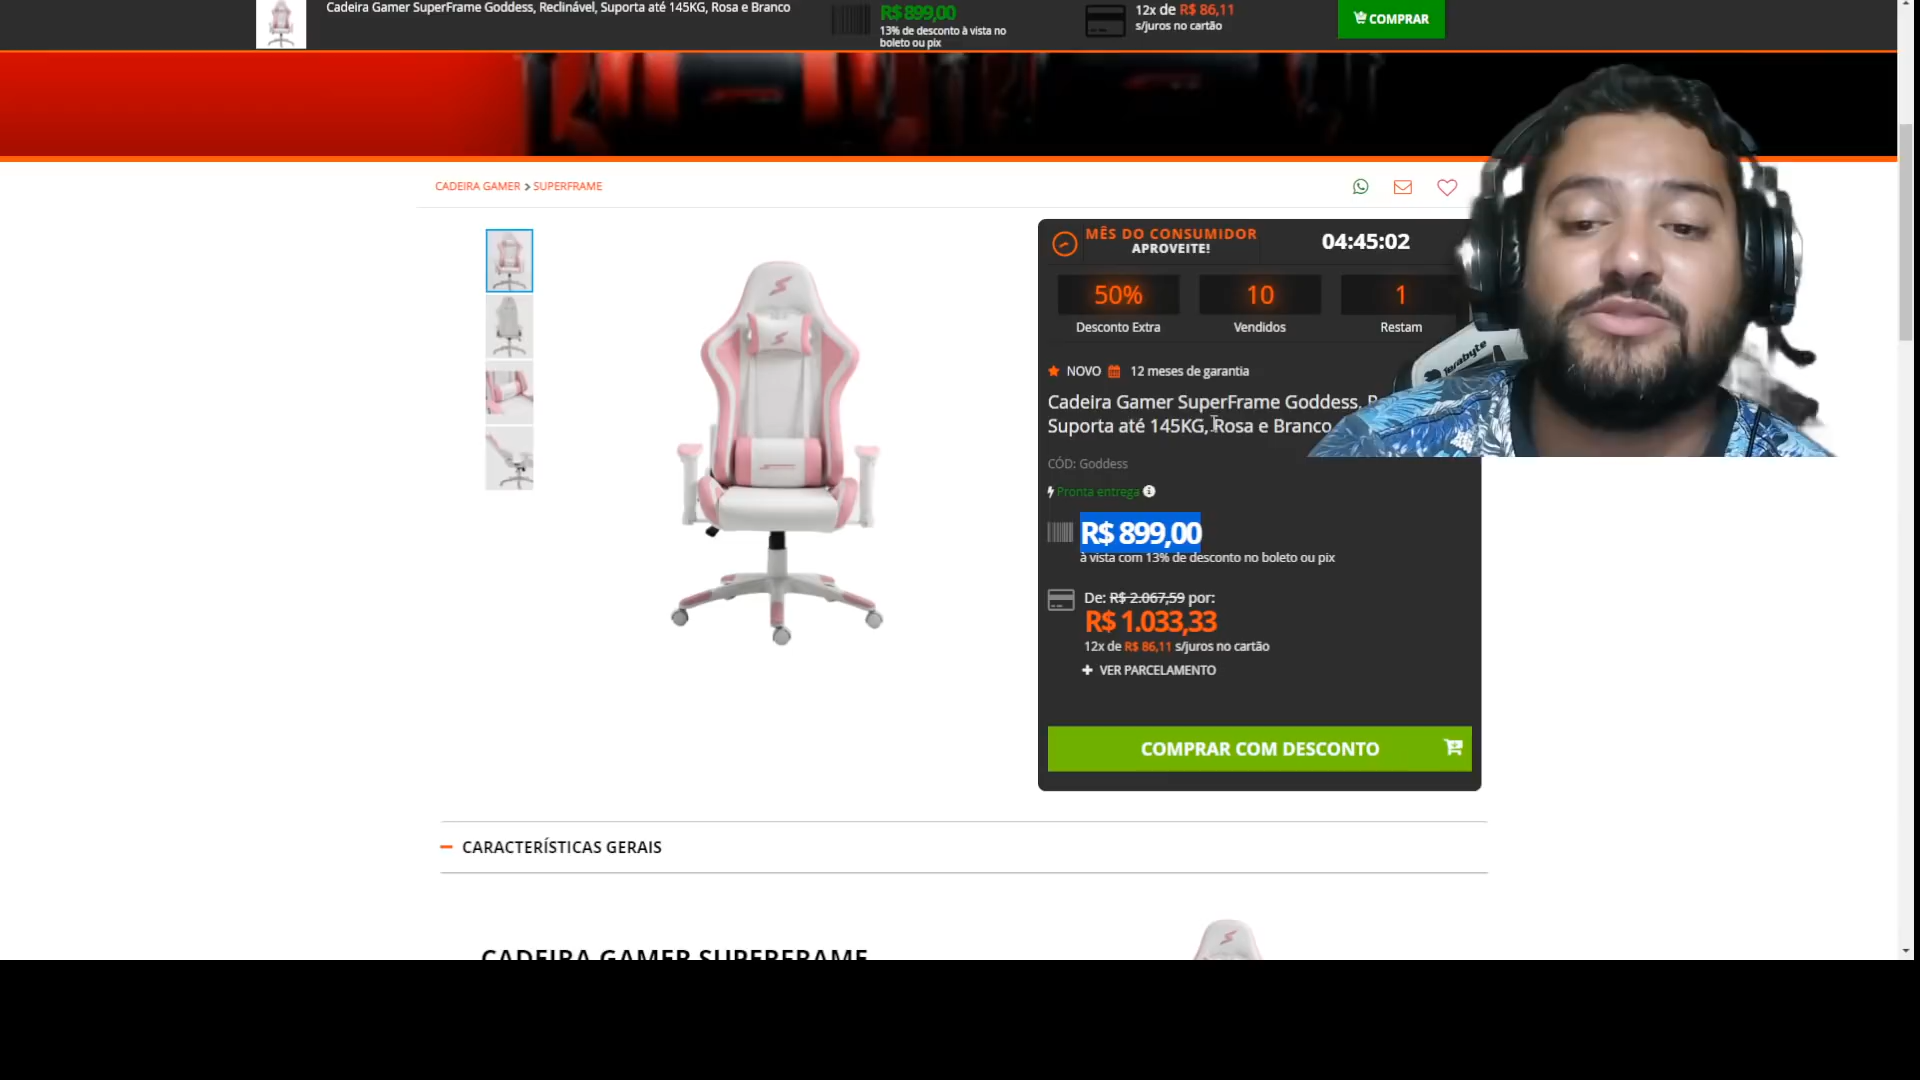 Cadeira Gamer SuperFrame Goddess, Reclinável, Suporta até 145KG, Rosa e Branco
R$ 899,00
13% de desconto à vista no
boleto ou pix
12x de R$ 86,11
s/juros no cartão
COMPRAR
CADEIRA GAMER > SUPERFRAME
MÊS DO CONSUMIDOR
APROVEITE!
04:45:02
50%
10
1
Desconto Extra
Vendidos
Restam
NOVO
12 meses de garantia
Cadeira Gamer SuperFrame Goddess,
Suporta até 145KG, Rosa e Branco
CÓD: Goddess
Pronta entrega
R$ 899,00
à vista com 13% de desconto no boleto ou pix
De: R$ 2.067,59 por:
R$ 1.033,33
12x de R$ 86,11 s/juros no cartão
+ VER PARCELAMENTO
COMPRAR COM DESCONTO
CARACTERÍSTICAS GERAIS
CADEIRA GAMER SUPERFRAME
Terabyte